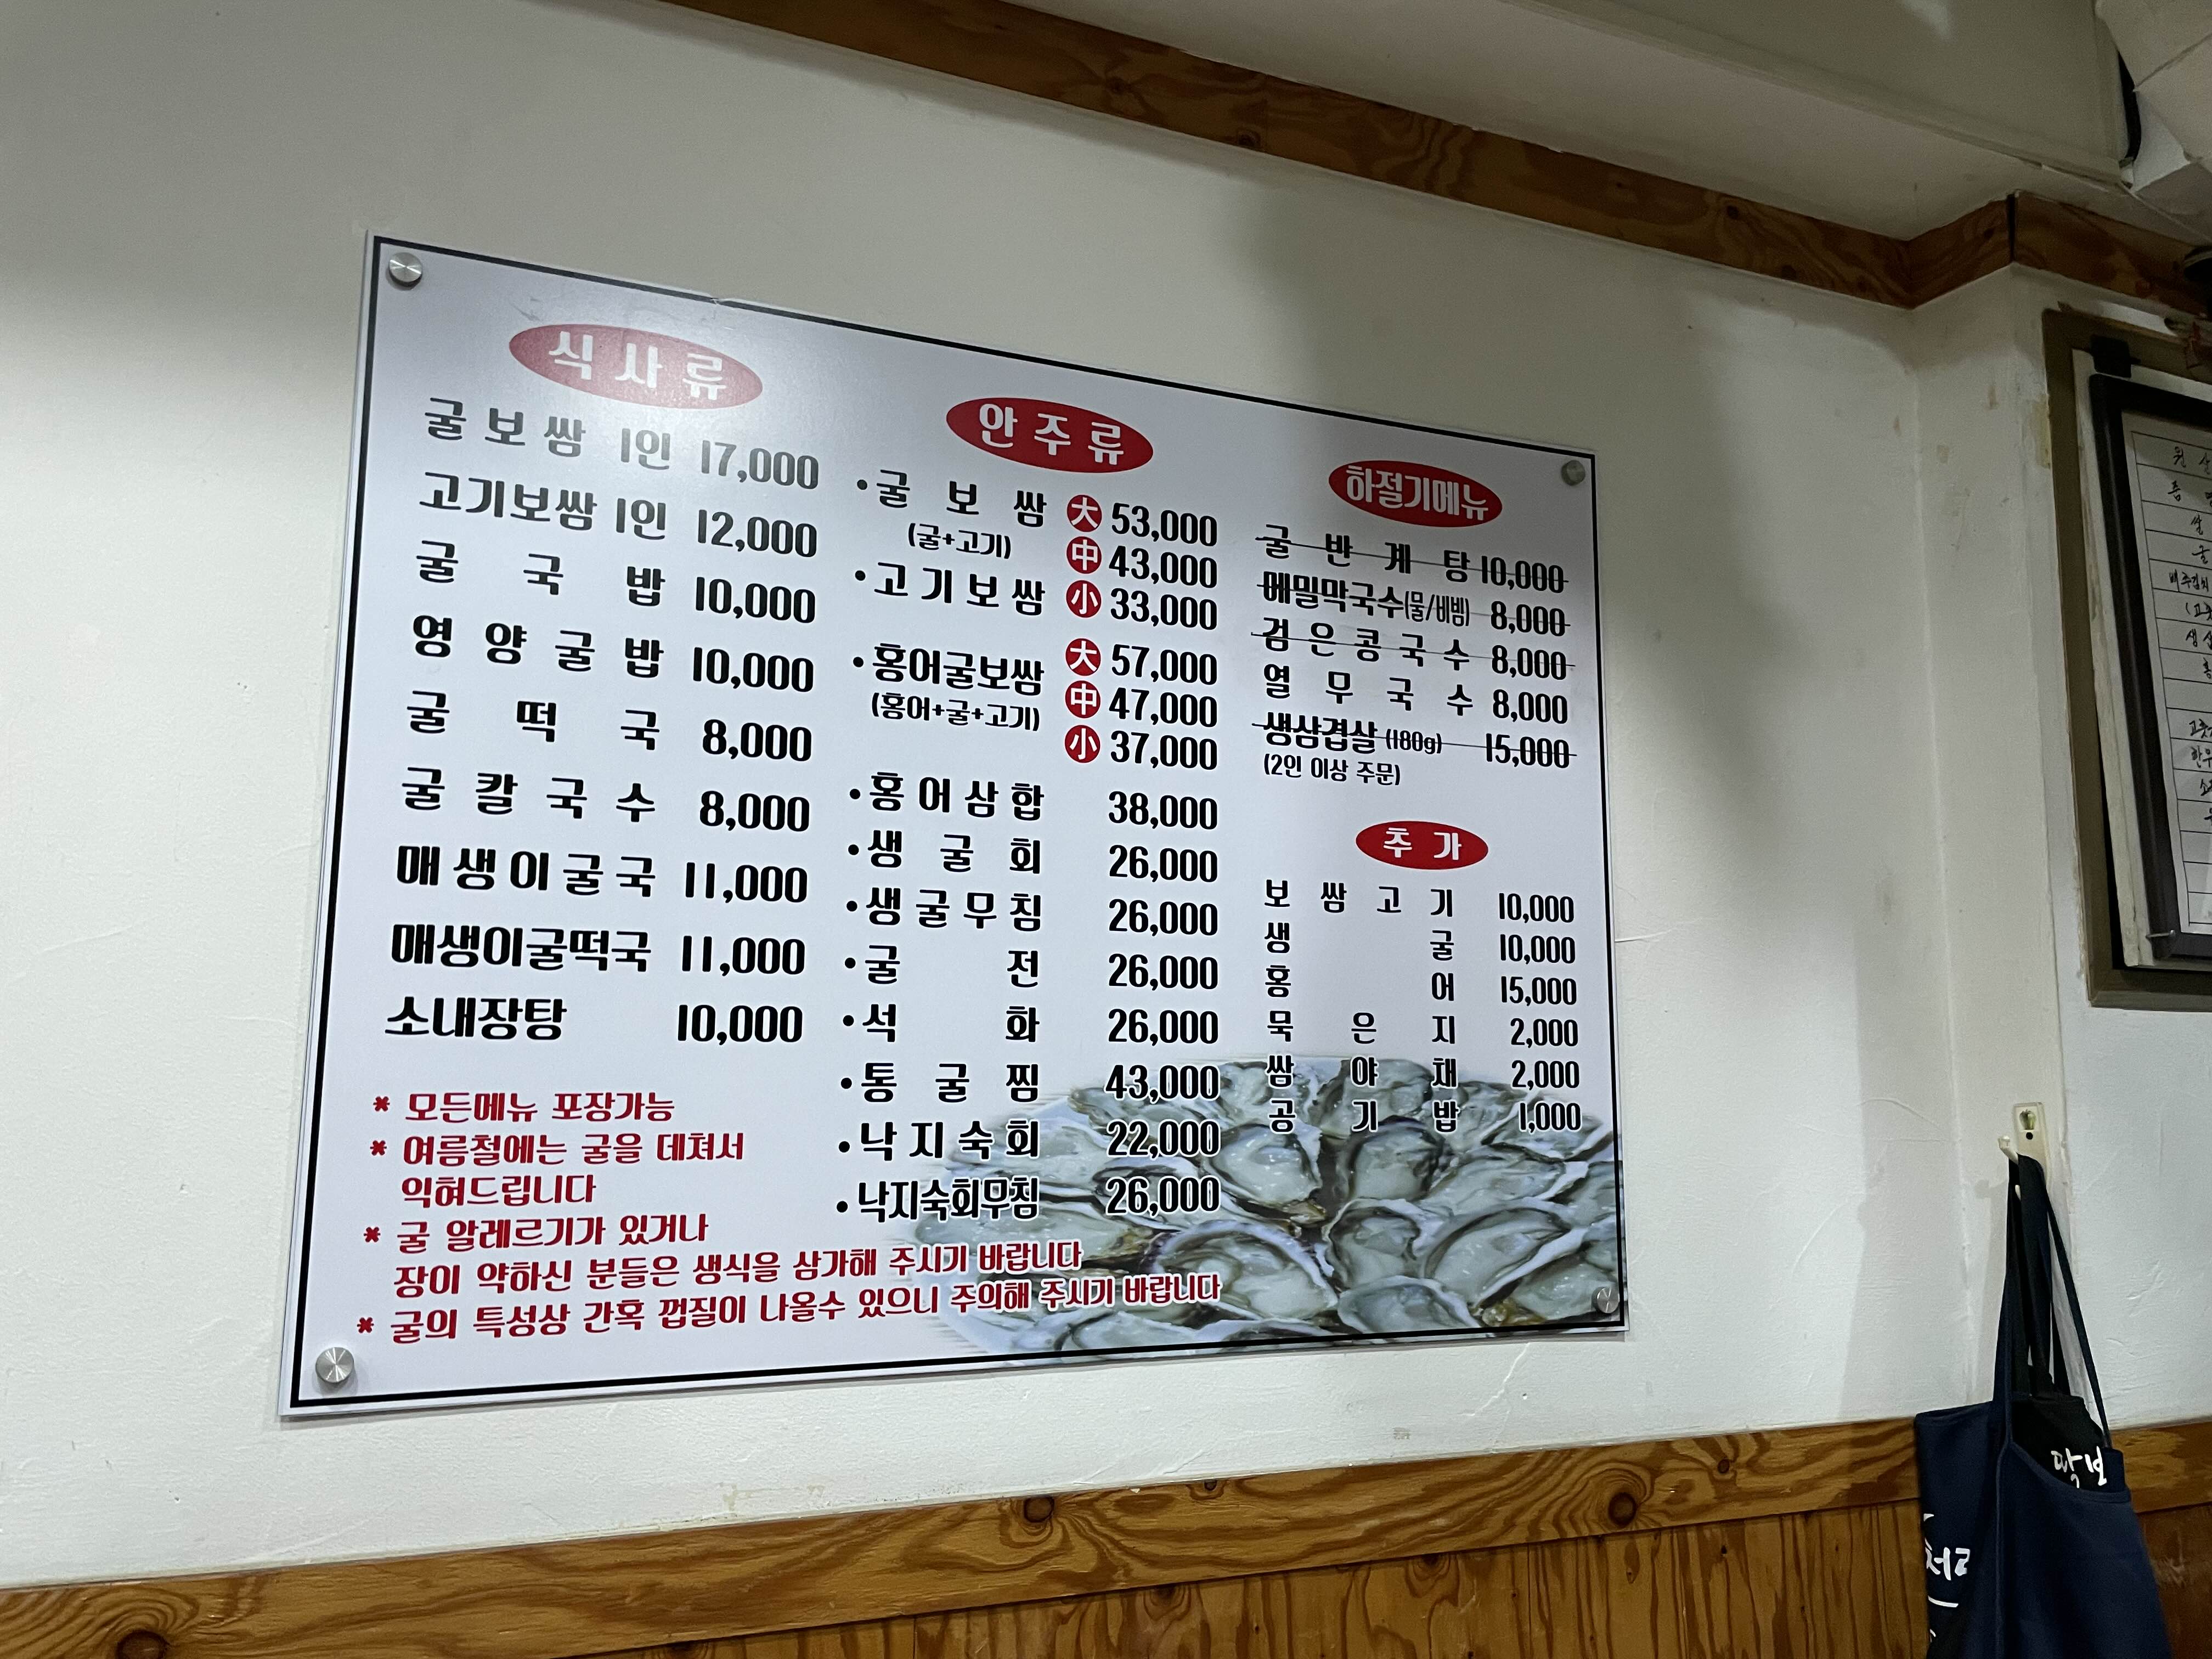 식사류
굴보쌈 1인 17,000
고기보쌈 1인 12,000
굴국밥 10,000
영양굴밥 10,000
굴떡국 8,000
굴칼국수 8,000
매생이굴국 11,000
매생이굴떡국 11,000
소내장탕 10,000
* 모든메뉴 포장가능
* 여름철에는 굴을 데쳐서
익혀드립니다
* 굴 알레르기가 있거나
장이 약하신 분들은 생식을 삼가해 주시기 바랍니다
* 굴의 특성상 간혹 껍질이 나올수 있으니 주의해 주시기 바랍니다
안주류
•굴보쌈 大 53,000
(굴+고기) 中 43,000
•고기보쌈 小 33,000
•홍어굴보쌈 大 57,000
(홍어+굴+고기) 中 47,000
小 37,000
•홍어삼합 38,000
•생굴회 26,000
•생굴무침 26,000
•굴전 26,000
•석화 26,000
•통굴찜 43,000
•낙지숙회 22,000
•낙지숙회무침 26,000
하절기메뉴
굴반계탕 10,000
메밀막국수(물/비빔) 8,000
검은콩국수 8,000
열무국수 8,000
생삼겹살(180g) 15,000
(2인 이상 주문)
추가
보쌈고기 10,000
생굴 10,000
홍어 15,000
묵은지 2,000
쌈야채 2,000
공기밥 1,000